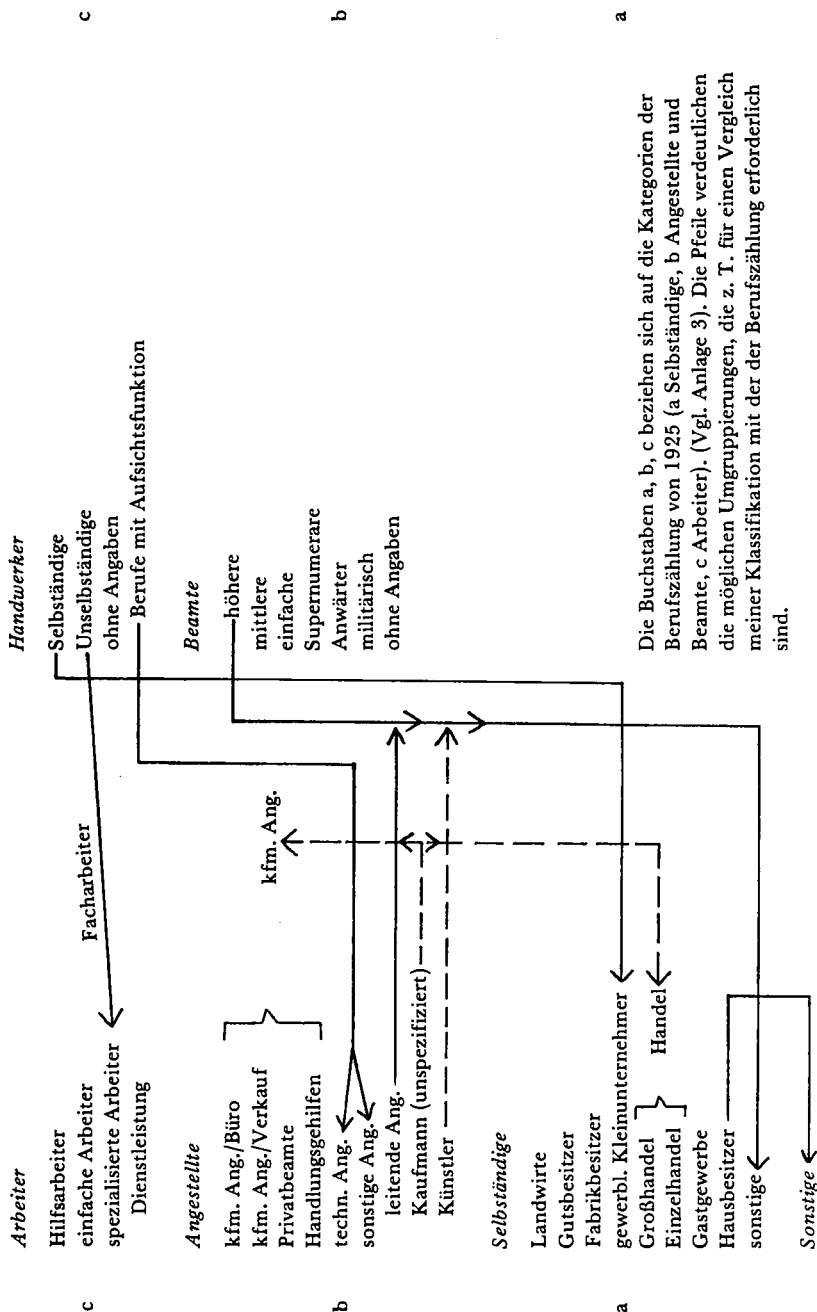 c
Arbeiter
Hilfsarbeiter
einfache Arbeiter
spezialisierte Arbeiter
Dienstleistung
Facharbeiter
Handwerker
Selbständige
Unselbständige
ohne Angaben
Berufe mit Aufsichtsfunktion
c
b
Angestellte
kfm. Ang./Büro
kfm. Ang./Verkauf
Privatbeamte
Handlungsgehilfen
techn. Ang.
sonstige Ang.
leitende Ang.
Kaufmann (unspezifiziert)
Künstler
kfm. Ang.
Beamte
höhere
mittlere
einfache
Supernumerare
Anwärter
militärisch
ohne Angaben
b
a
Selbständige
Landwirte
Gutsbesitzer
Fabrikbesitzer
gewerbl. Kleinunternehmer
Großhandel
Einzelhandel
Handel
Gastgewerbe
Hausbesitzer
sonstige
Sonstige
a
Die Buchstaben a, b, c beziehen sich auf die Kategorien der
Berufszählung von 1925 (a Selbständige, b Angestellte und
Beamte, c Arbeiter). (Vgl. Anlage 3). Die Pfeile verdeutlichen
die möglichen Umgruppierungen, die z. T. für einen Vergleich
meiner Klassifikation mit der der Berufszählung erforderlich
sind.